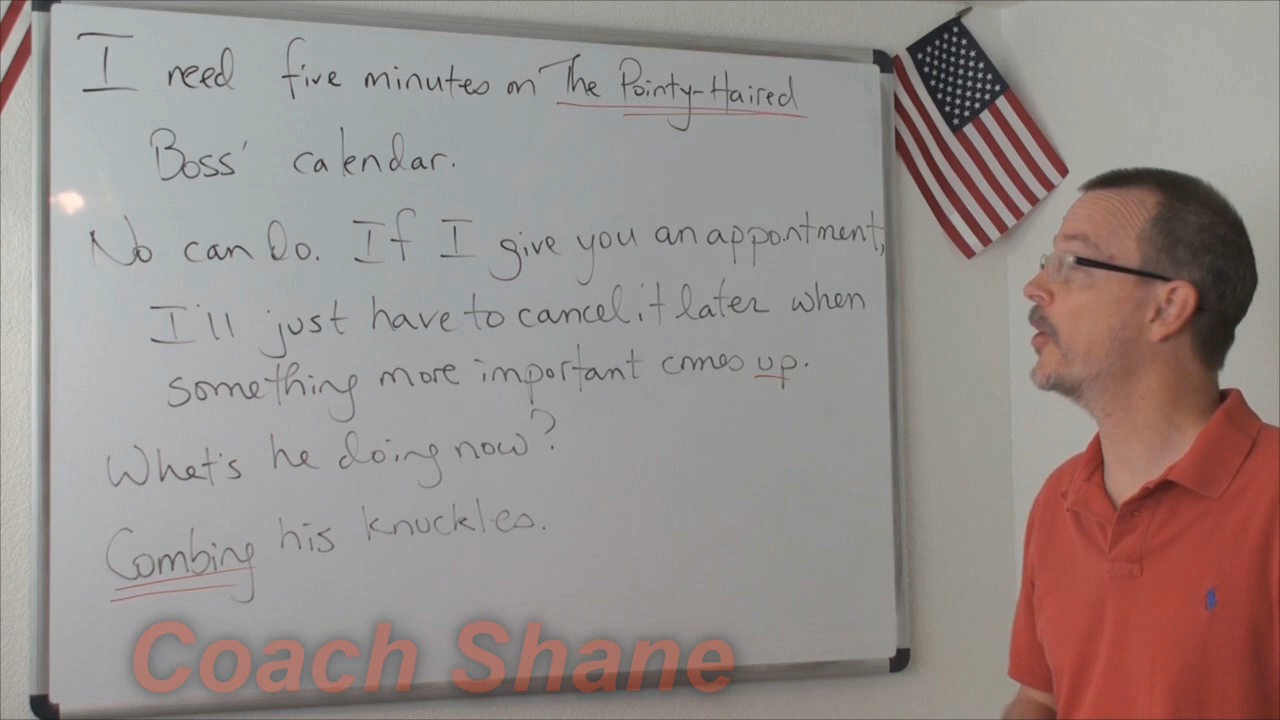 I need five minutes on The Pointy-Haired
Boss' calendar.
No can Do. If I give you an appointment,
I'll just have to cancel it later when
something more important comes up.
What's he doing now?
Combing his knuckles.
Coach Shane